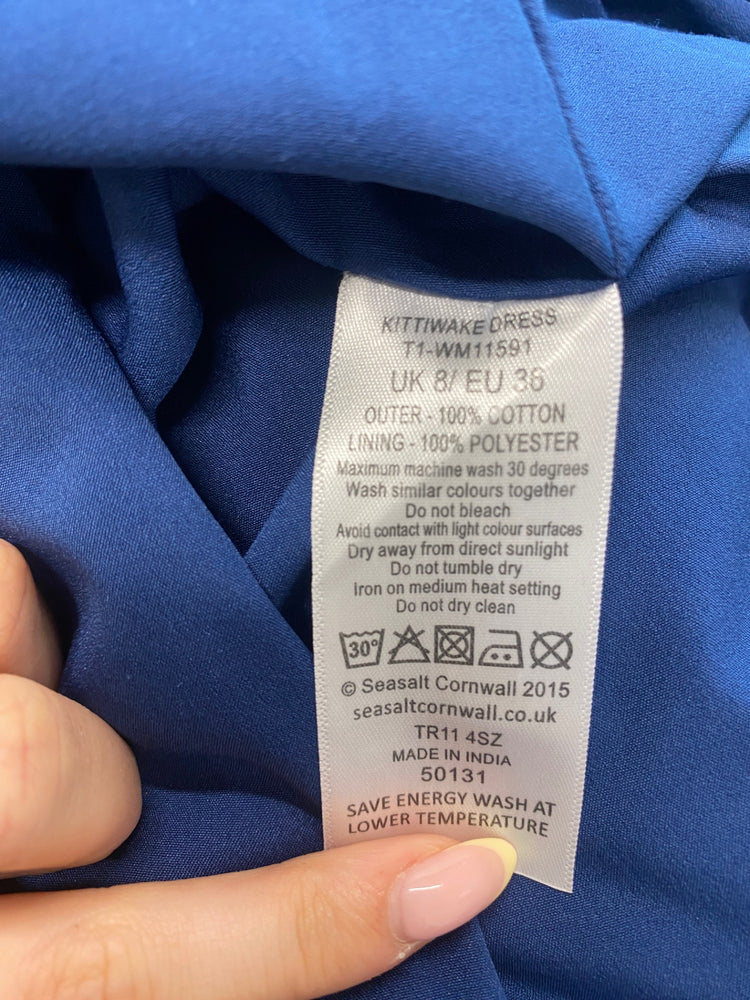 KITTIWAKE DRESS
T1-WM11591
UK 8/ EU 36
OUTER - 100% COTTON
LINING - 100% POLYESTER
Maximum machine wash 30 degrees
Wash similar colours together
Do not bleach
Avoid contact with light colour surfaces
Dry away from direct sunlight
Do not tumble dry
Iron on medium heat setting
Do not dry clean
30°
© Seasalt Cornwall 2015
seasaltcornwall.co.uk
TR11 4SZ
MADE IN INDIA
50131
SAVE ENERGY WASH AT
LOWER TEMPERATURE